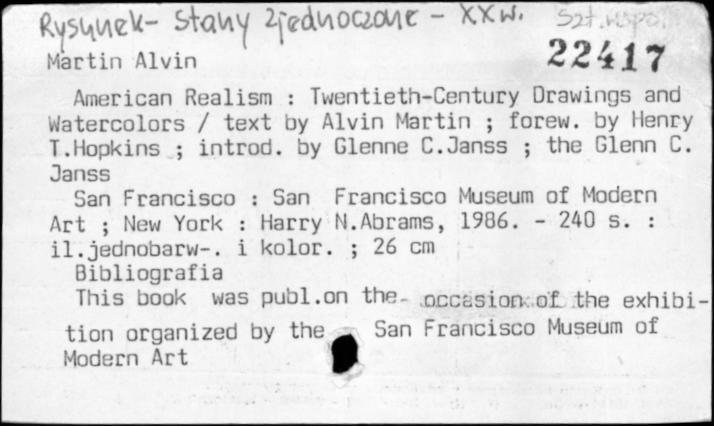 Rysunek - Stany Zjednoczone - XX w. Szt. współ.
22417
Martin Alvin
American Realism : Twentieth-Century Drawings and
Watercolors / text by Alvin Martin ; forew. by Henry
T.Hopkins ; introd. by Glenne C.Janss ; the Glenn C.
Janss
San Francisco : San Francisco Museum of Modern
Art ; New York : Harry N.Abrams, 1986. - 240 s. :
il.jednobarw-. i kolor. ; 26 cm
Bibliografia
This book was publ.on the- occasion of the exhibi-
tion organized by the San Francisco Museum of
Modern Art